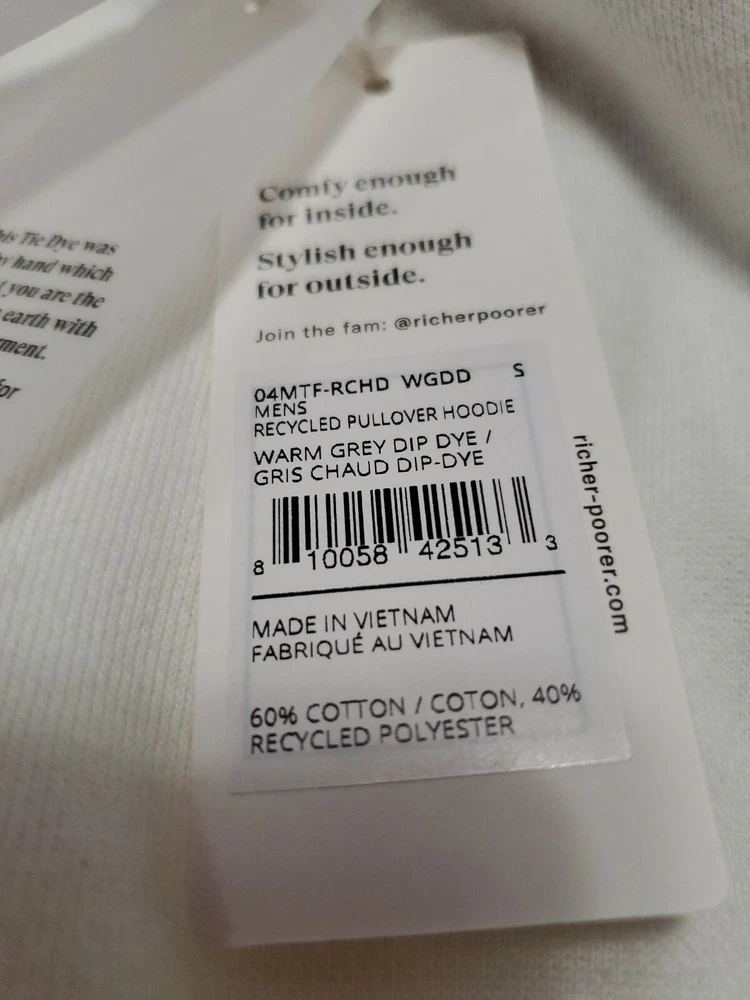 Comfy enough
for inside.
Stylish enough
for outside.
Join the fam: @richerpoorer
04MTF-RCHD WGDD S
MENS
RECYCLED PULLOVER HOODIE
WARM GREY DIP DYE /
GRIS CHAUD DIP-DYE
8 10058 42513 3
MADE IN VIETNAM
FABRIQUÉ AU VIETNAM
60% COTTON / COTON, 40%
RECYCLED POLYESTER
richer-poorer.com
Tie Dye was
hand which
you are the
earth with